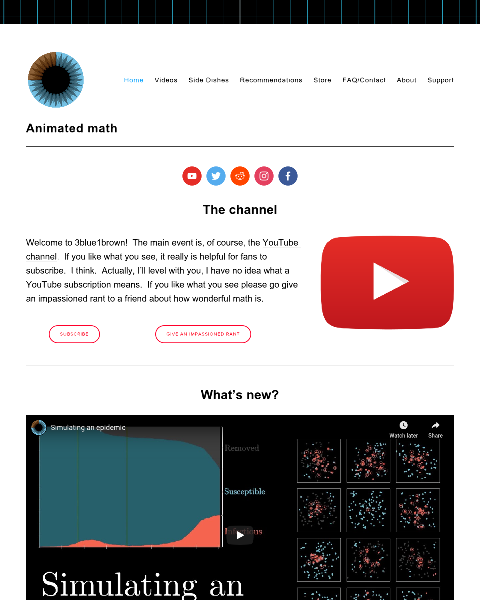 Home Videos Side Dishes Recommendations Store FAQ/Contact About Support
Animated math
The channel
Welcome to 3blue1brown! The main event is, of course, the YouTube
channel. If you like what you see, it really is helpful for fans to
subscribe. I think. Actually, I'll level with you, I have no idea what a
YouTube subscription means. If you like what you see please go give
an impassioned rant to a friend about how wonderful math is.
SUBSCRIBE GIVE AN IMPASSIONED RANT
What's new?
Simulating an epidemic
Watch later Share
Removed
Susceptible
Simulating an